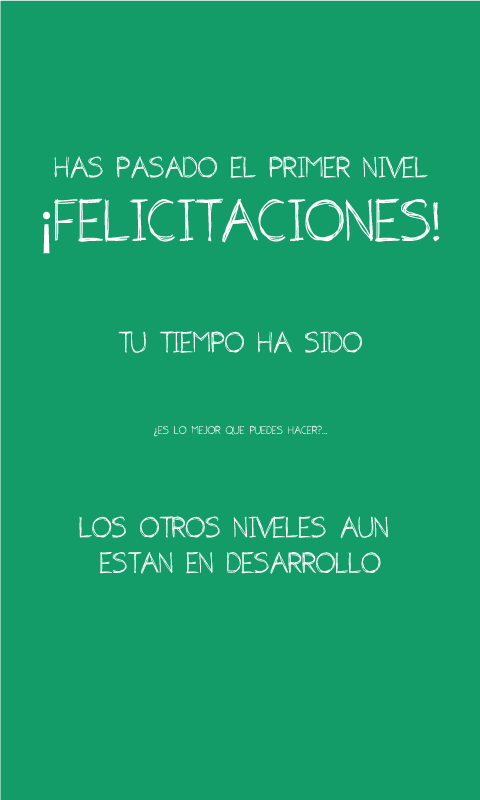 HAS PASADO EL PRIMER NIVEL
¡FELICITACIONES!
TU TIEMPO HA SIDO
¿ES LO MEJOR QUE PUEDES HACER?...
LOS OTROS NIVELES AUN
ESTAN EN DESARROLLO